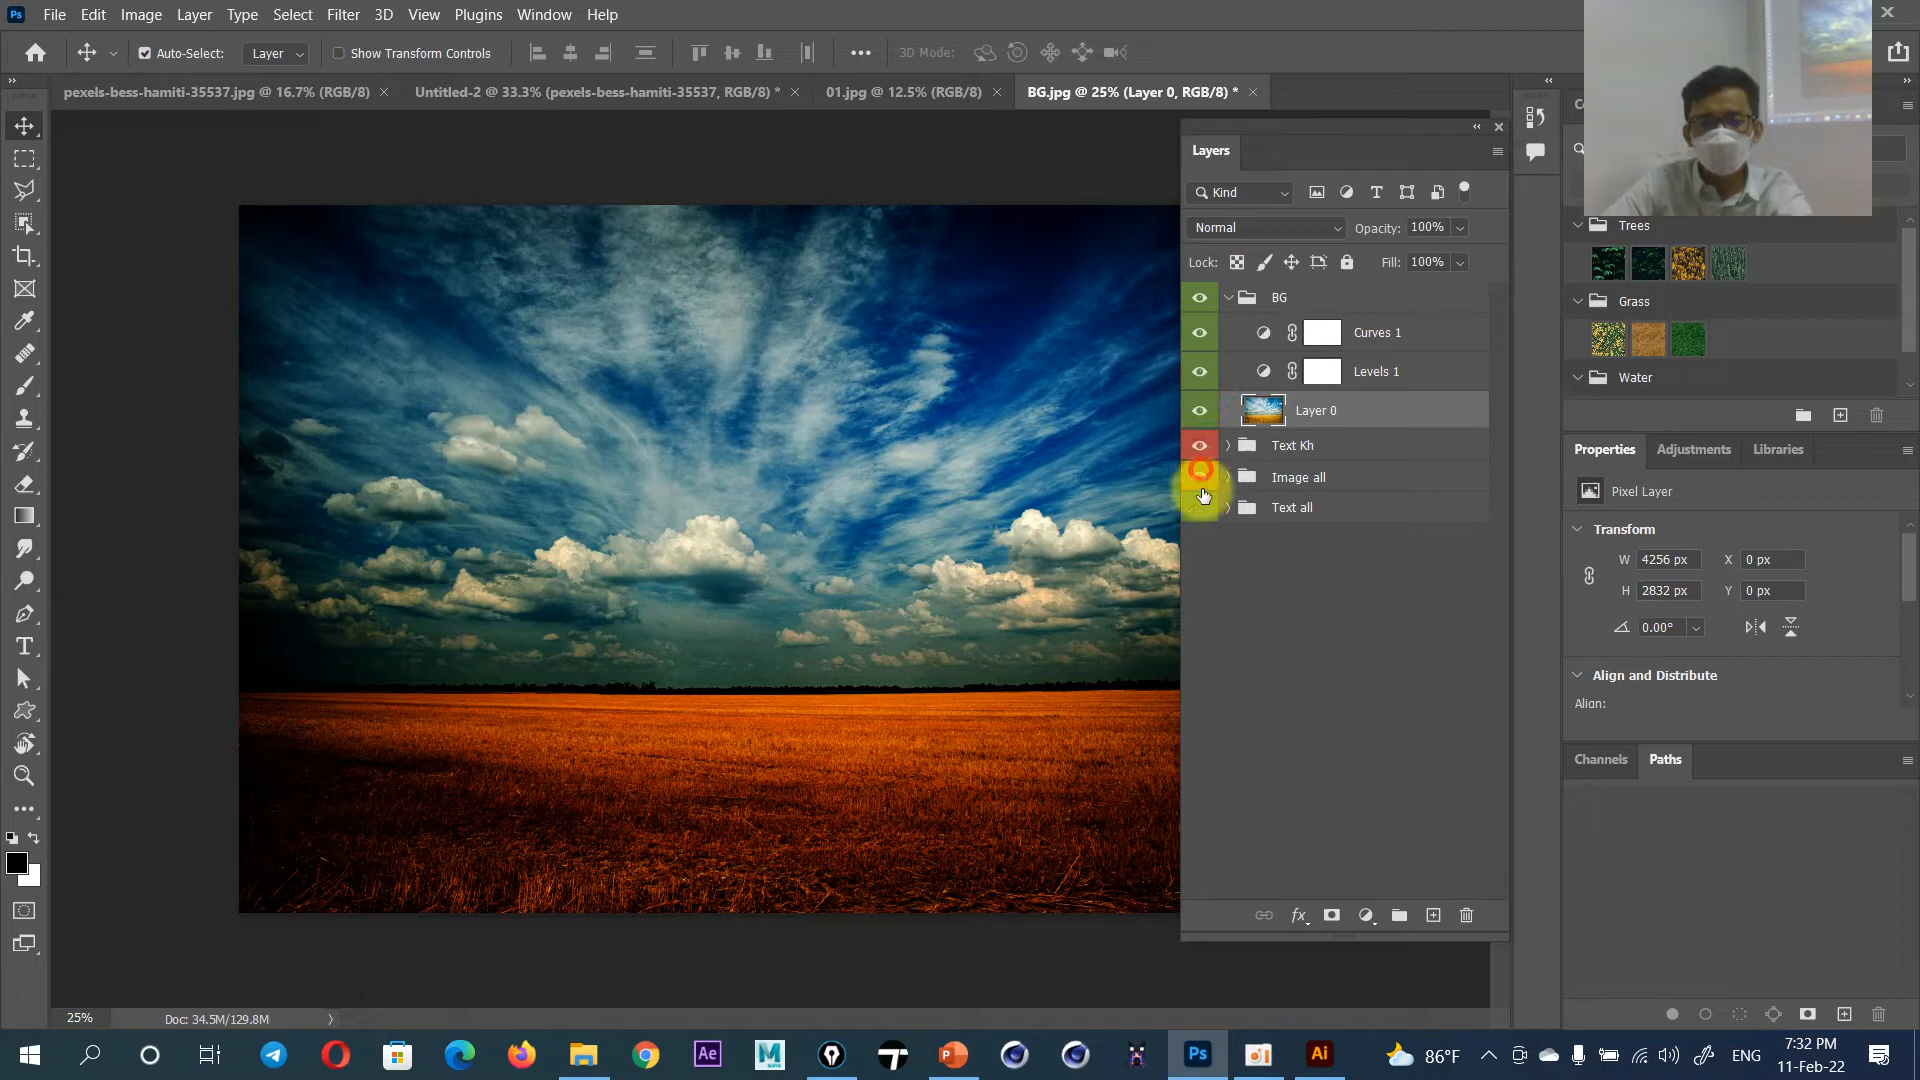 Ps File Edit Image Layer Type Select Filter 3D View Plugins Window Help
Auto-Select: Layer Show Transform Controls 3D Mode:
pexels-bess-hamiti-35537.jpg @ 16.7% (RGB/8) Untitled-2 @ 33.3% (pexels-bess-hamiti-35537, RGB/8) * 01.jpg @ 12.5% (RGB/8) BG.jpg @ 25% (Layer 0, RGB/8) *
Layers
Kind
Normal Opacity: 100%
Lock: Fill: 100%
BG
Curves 1
Levels 1
Layer 0
Text Kh
Image all
Text all
fx
Trees
Grass
Water
Properties Adjustments Libraries
Pixel Layer
Transform
W 4256 px X 0 px
H 2832 px Y 0 px
0.00°
Align and Distribute
Align:
Channels Paths
25% Doc: 34.5M/129.8M
Ae Ps Ai 86°F ENG 7:32 PM
11-Feb-22